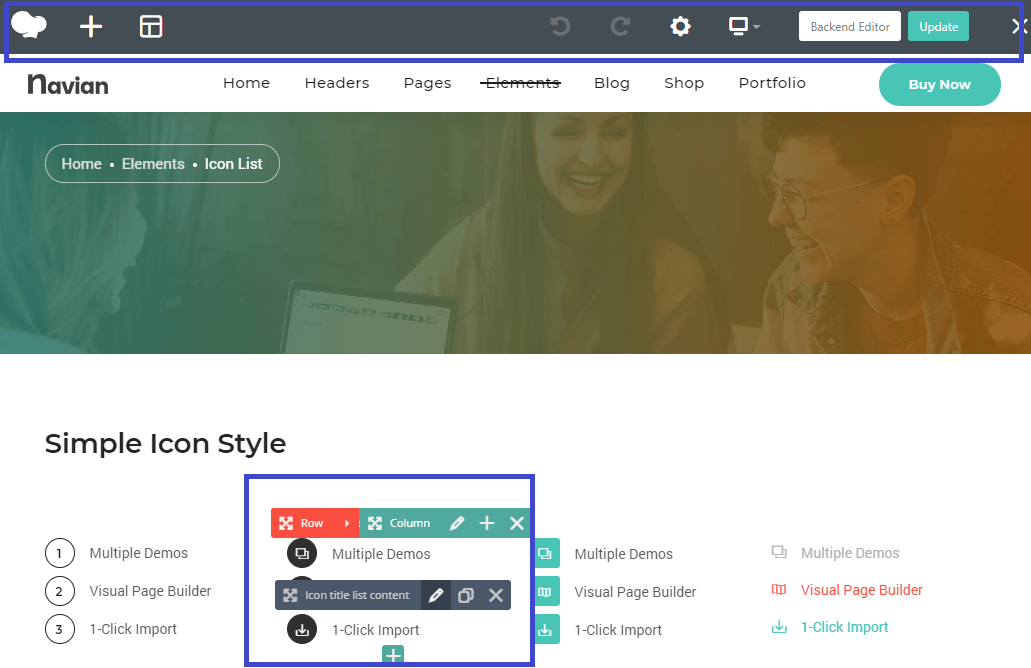 Backend Editor Update
Navian Home Headers Pages Elements Blog Shop Portfolio Buy Now
Home • Elements • Icon List
Simple Icon Style
Row Column
1 Multiple Demos
2 Visual Page Builder
3 1-Click Import
Multiple Demos
Icon title list content
1-Click Import
Multiple Demos
Visual Page Builder
1-Click Import
Multiple Demos
Visual Page Builder
1-Click Import